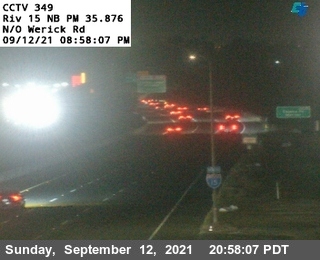 CCTV 349
Riv 15 NB PM 35.876
N/O Werick Rd
09/12/21 08:58:07 PM
Sunday, September 12, 2021 20:58:07 PDT